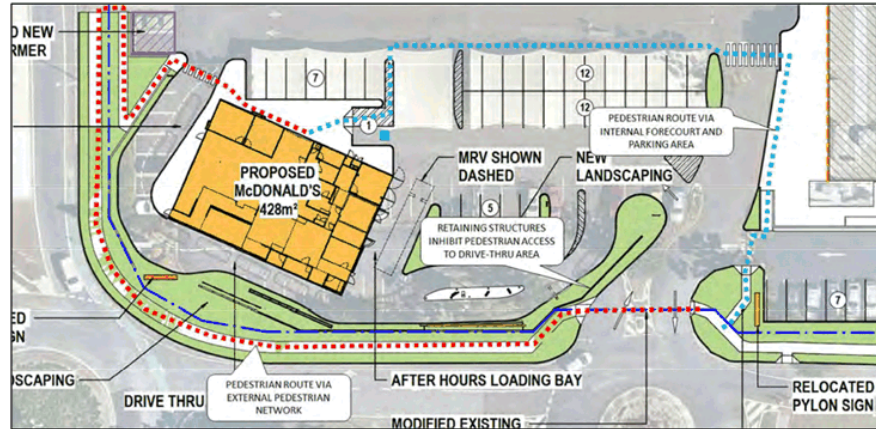 D NEW
RMER
7
12
12
1
PEDESTRIAN ROUTE VIA
INTERNAL FORECOURT AND
PARKING AREA
PROPOSED
McDONALD'S
428m²
MRV SHOWN
DASHED
NEW
LANDSCAPING
5
RETAINING STRUCTURES
INHIBIT PEDESTRIAN ACCESS
TO DRIVE-THRU AREA
7
ED
GN
DSCAPING
DRIVE THRU
PEDESTRIAN ROUTE VIA
EXTERNAL PEDESTRIAN
NETWORK
AFTER HOURS LOADING BAY
MODIFIED EXISTING
RELOCATED
PYLON SIGN